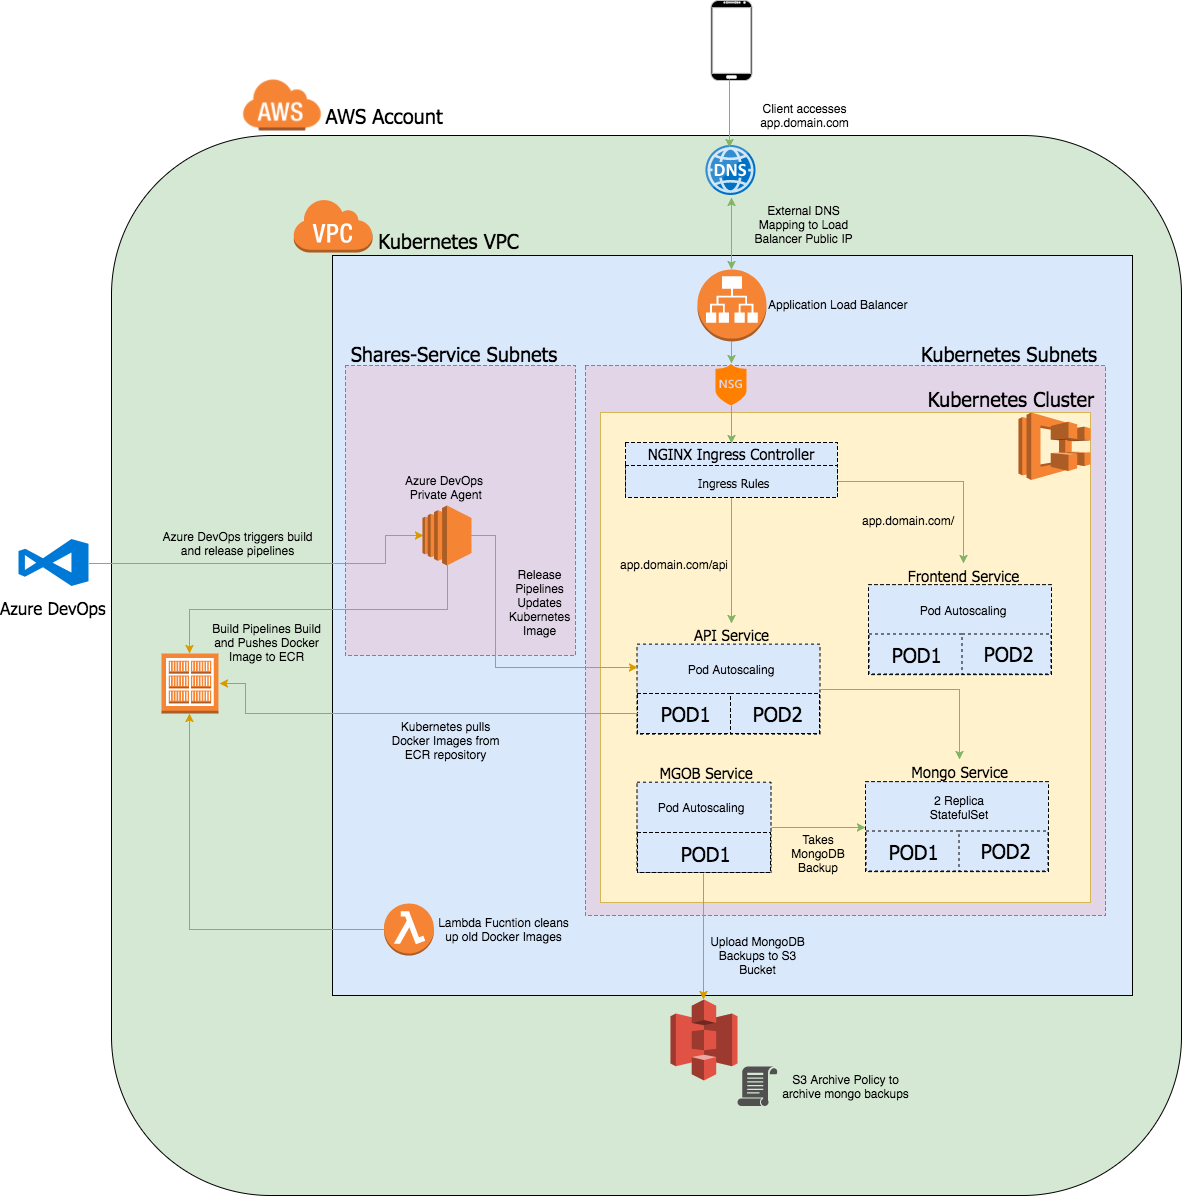 Client accesses
app.domain.com
AWS
AWS Account
DNS
External DNS
Mapping to Load
Balancer Public IP
VPC
Kubernetes VPC
Application Load Balancer
Shares-Service Subnets
Kubernetes Subnets
NSG
Kubernetes Cluster
NGINX Ingress Controller
Ingress Rules
Azure DevOps
Private Agent
app.domain.com/
Azure DevOps triggers build
and release pipelines
app.domain.com/api
Azure DevOps
Release
Pipelines
Updates
Kubernetes
Image
Frontend Service
Pod Autoscaling
POD1
POD2
Build Pipelines Build
and Pushes Docker
Image to ECR
API Service
Pod Autoscaling
POD1
POD2
Kubernetes pulls
Docker Images from
ECR repository
MGOB Service
Pod Autoscaling
POD1
Takes
MongoDB
Backup
Mongo Service
2 Replica
StatefulSet
POD1
POD2
λ
Lambda Fucntion cleans
up old Docker Images
Upload MongoDB
Backups to S3
Bucket
S3 Archive Policy to
archive mongo backups